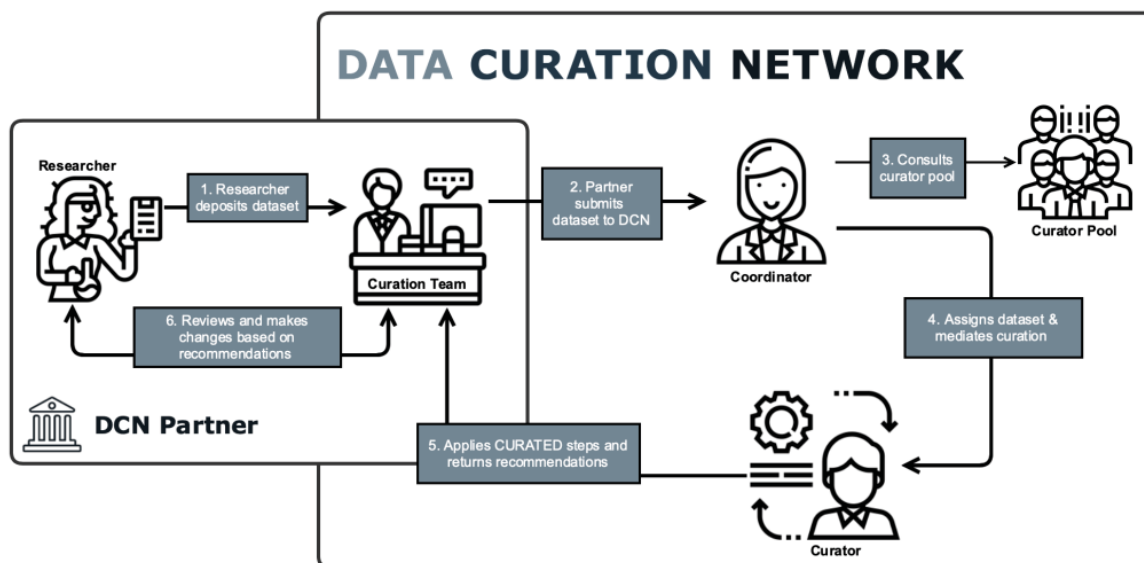 DATA CURATION NETWORK
Researcher
1. Researcher
deposits dataset
Curation Team
2. Partner
submits
dataset to DCN
Coordinator
3. Consults
curator pool
Curator Pool
4. Assigns dataset &
mediates curation
Curator
5. Applies CURATED steps and
returns recommendations
6. Reviews and makes
changes based on
recommendations
DCN Partner